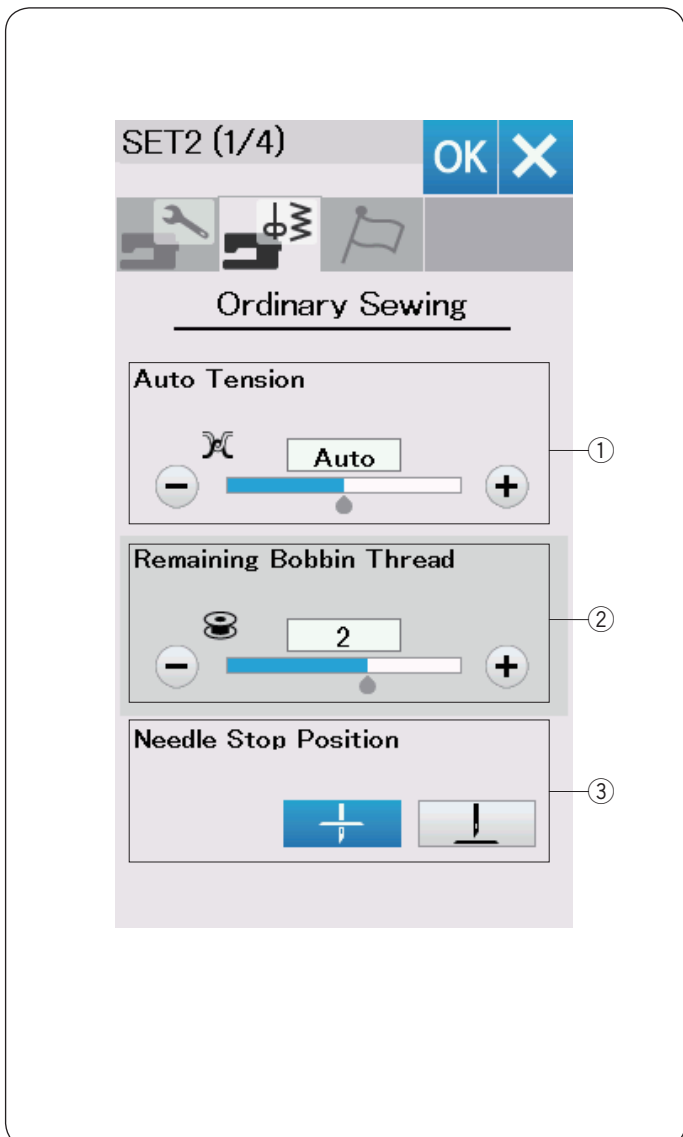 SET2 (1/4)
OK
Ordinary Sewing
Auto Tension
Auto
①
Remaining Bobbin Thread
2
②
Needle Stop Position
③